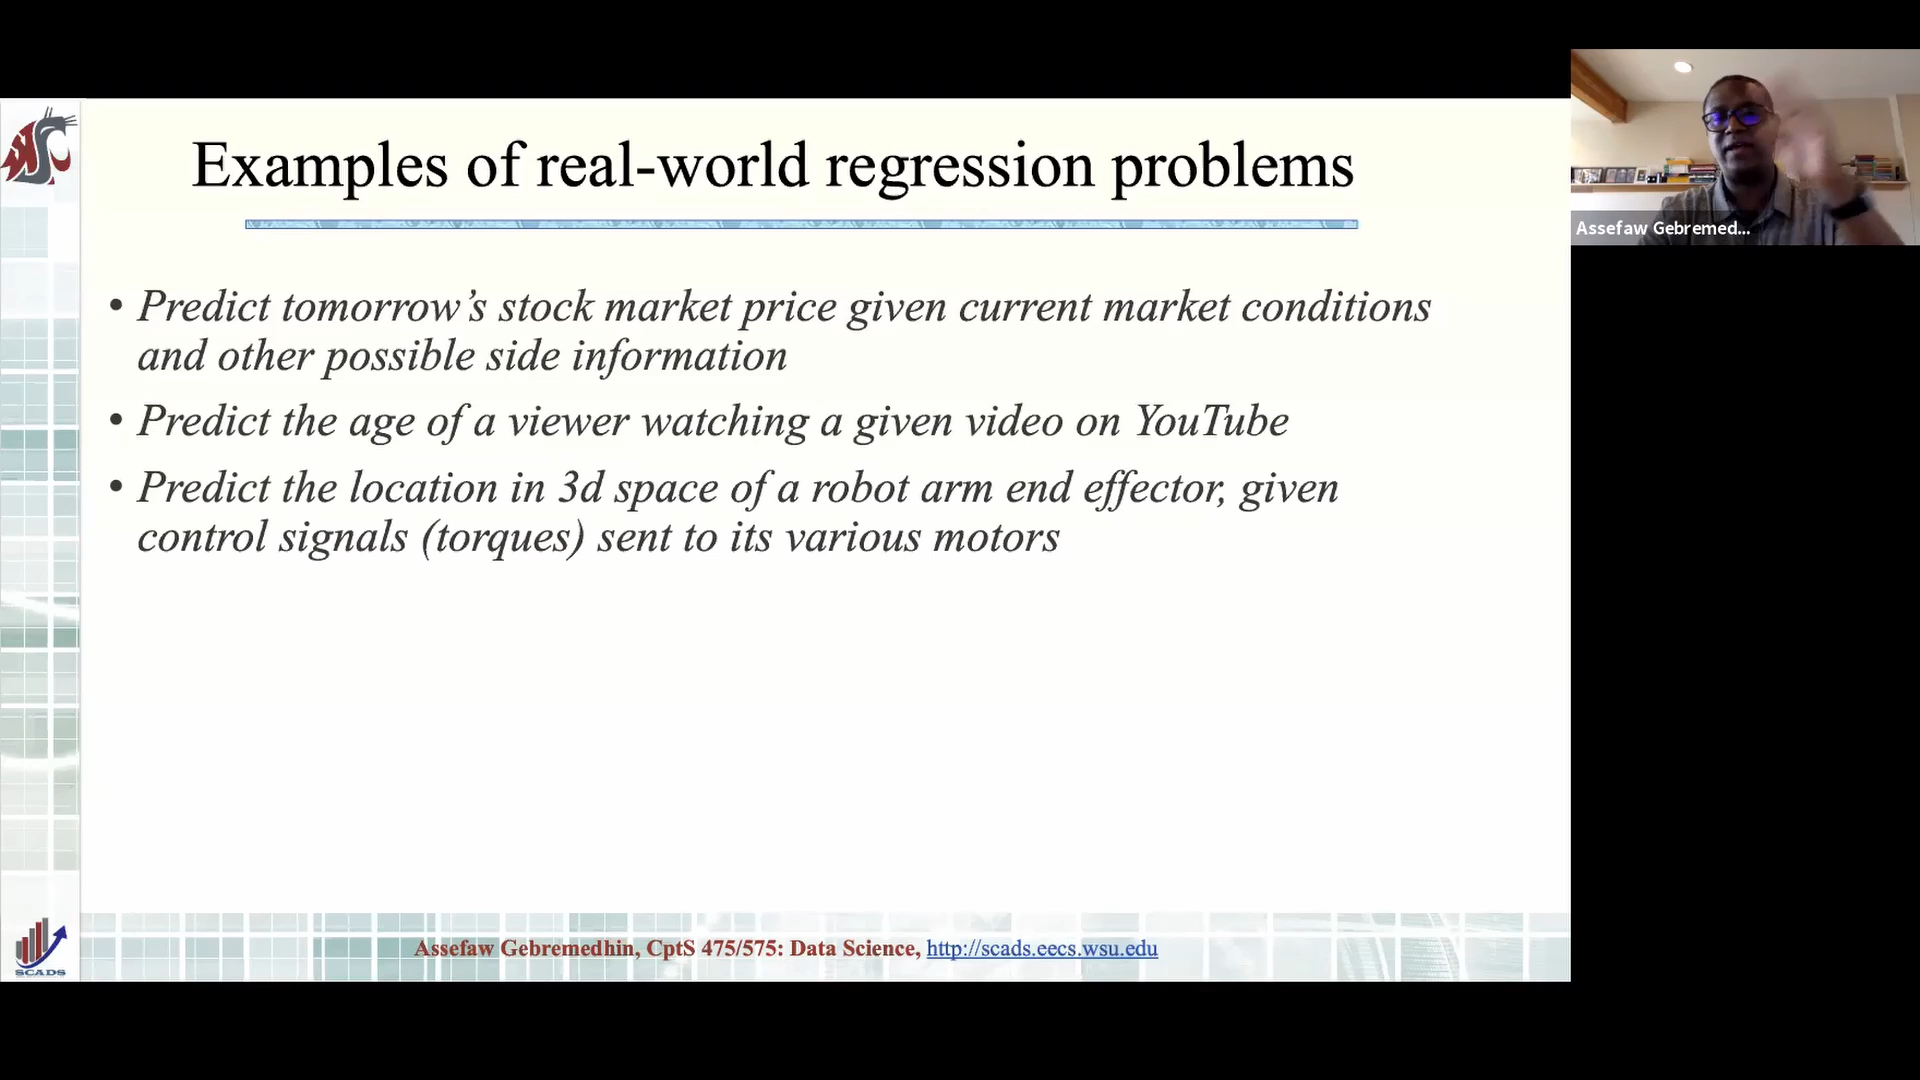 Examples of real-world regression problems
• Predict tomorrow’s stock market price given current market conditions
and other possible side information
• Predict the age of a viewer watching a given video on YouTube
• Predict the location in 3d space of a robot arm end effector, given
control signals (torques) sent to its various motors
Assefaw Gebremed...
SCADS
Assefaw Gebremedhin, CptS 475/575: Data Science, http://scads.eecs.wsu.edu